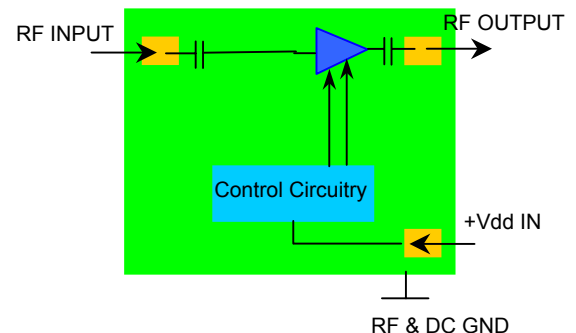 RF INPUT
RF OUTPUT
Control Circuitry
+Vdd IN
RF & DC GND